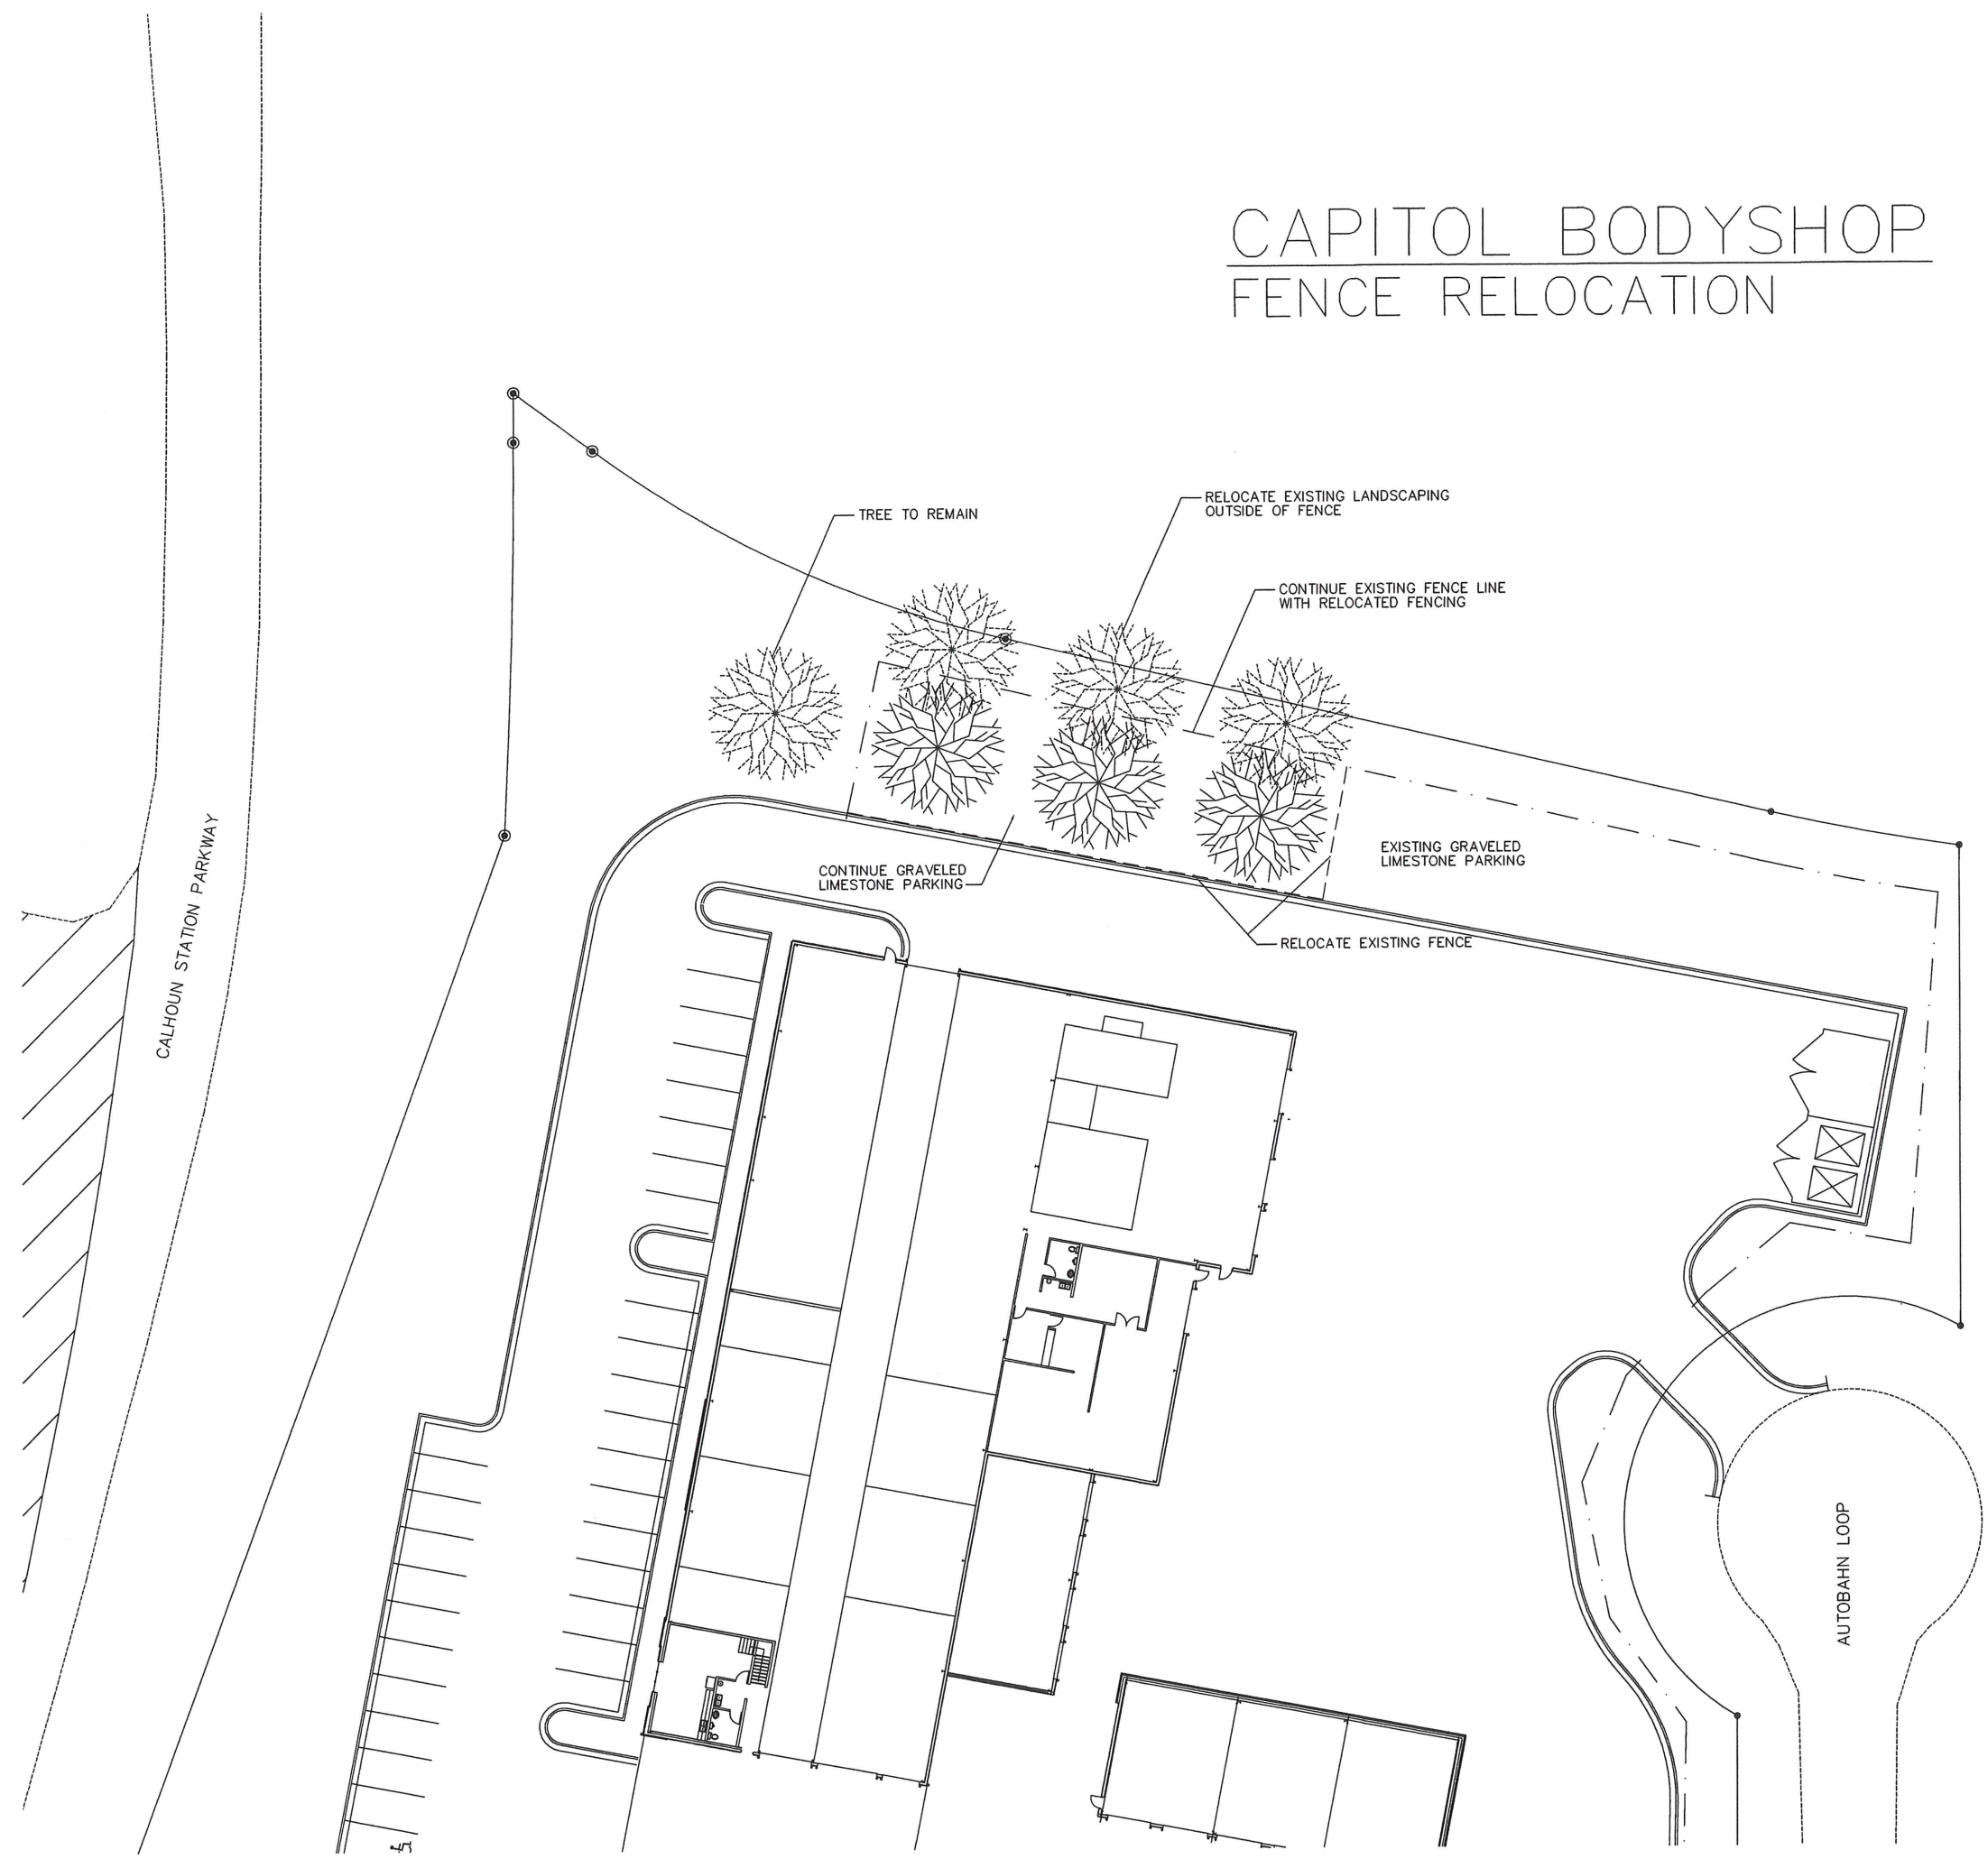 CAPITOL BODYSHOP
FENCE RELOCATION
RELOCATE EXISTING LANDSCAPING
OUTSIDE OF FENCE
TREE TO REMAIN
CONTINUE EXISTING FENCE LINE
WITH RELOCATED FENCING
CALHOUN STATION PARKWAY
EXISTING GRAVELED
LIMESTONE PARKING
CONTINUE GRAVELED
LIMESTONE PARKING
RELOCATE EXISTING FENCE
AUTOBAHN LOOP